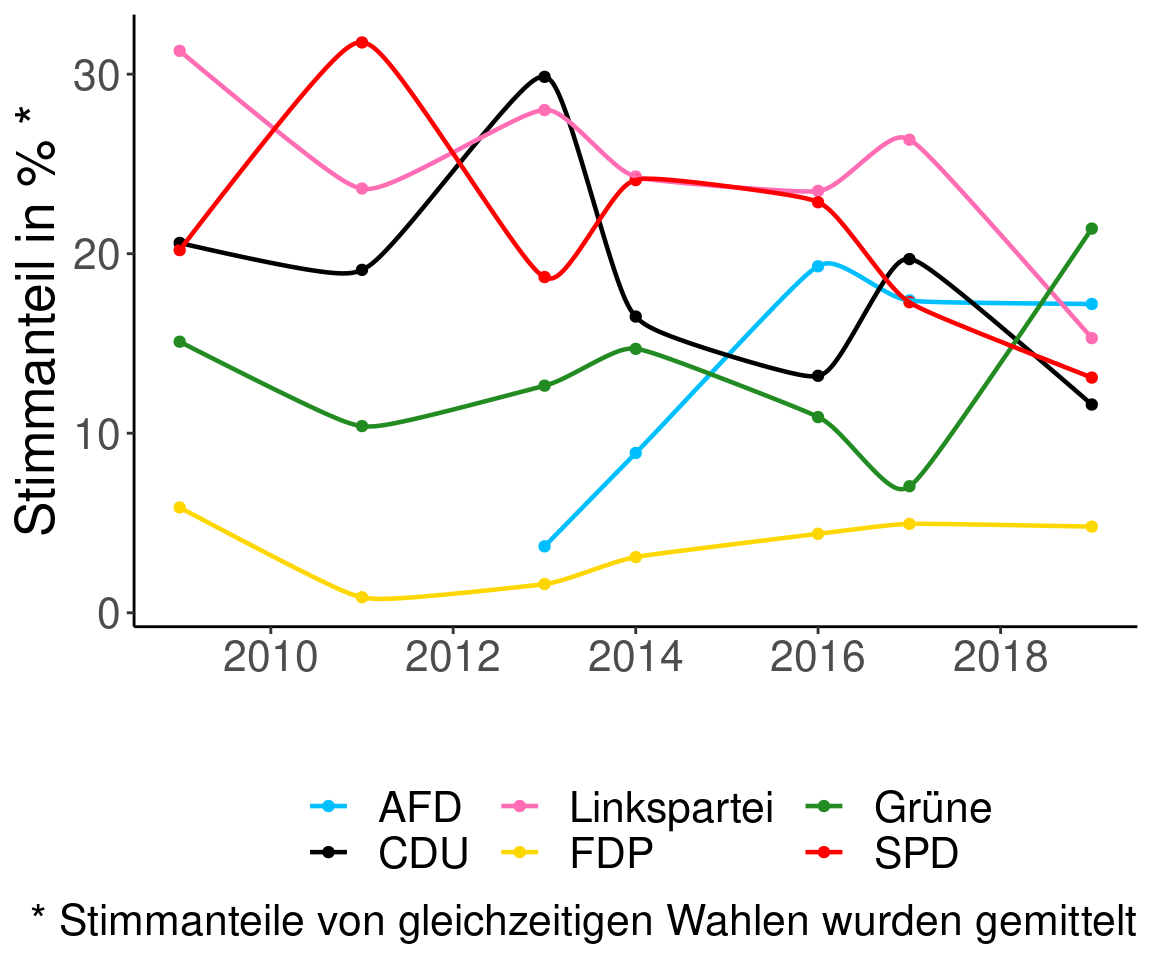 Stimmanteil in % *
30
20
10
0
2010 2012 2014 2016 2018
AFD Linkspartei Grüne
CDU FDP SPD
* Stimmanteile von gleichzeitigen Wahlen wurden gemittelt